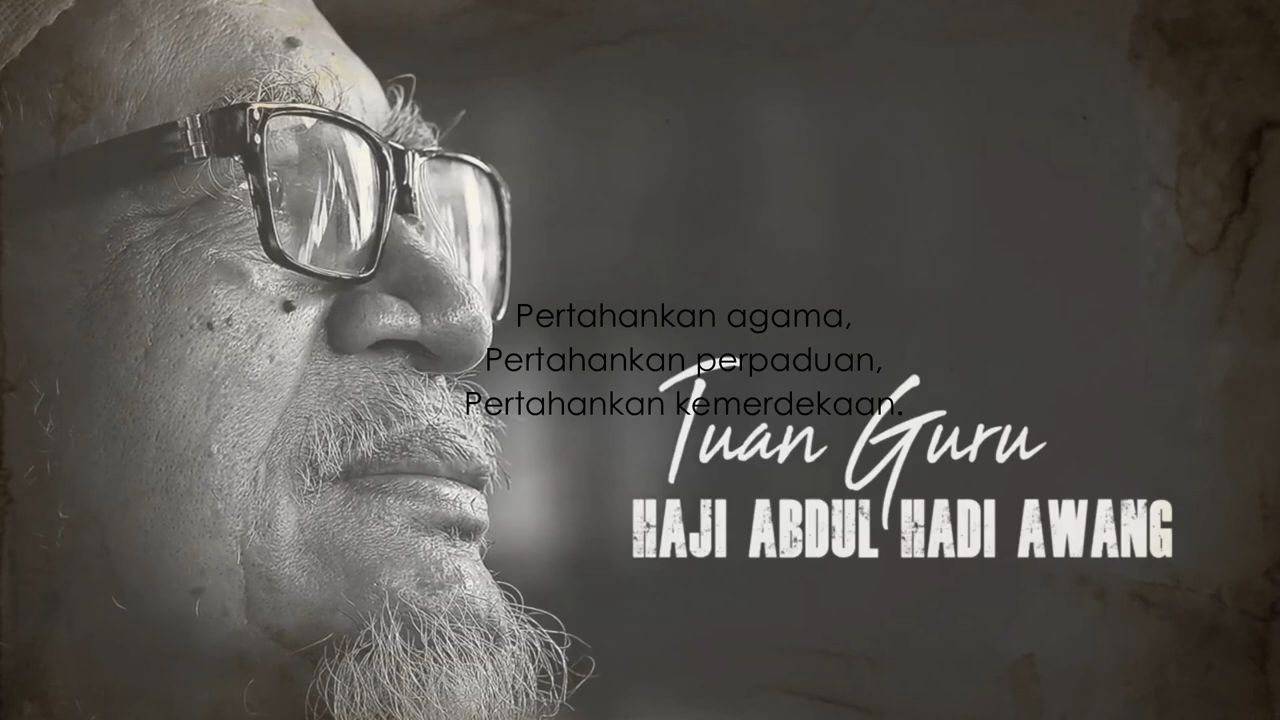 Pertahankan agama,
Pertahankan perpaduan,
Pertahankan kemerdekaan.
Tuan Guru
HAJI ABDUL HADI AWANG